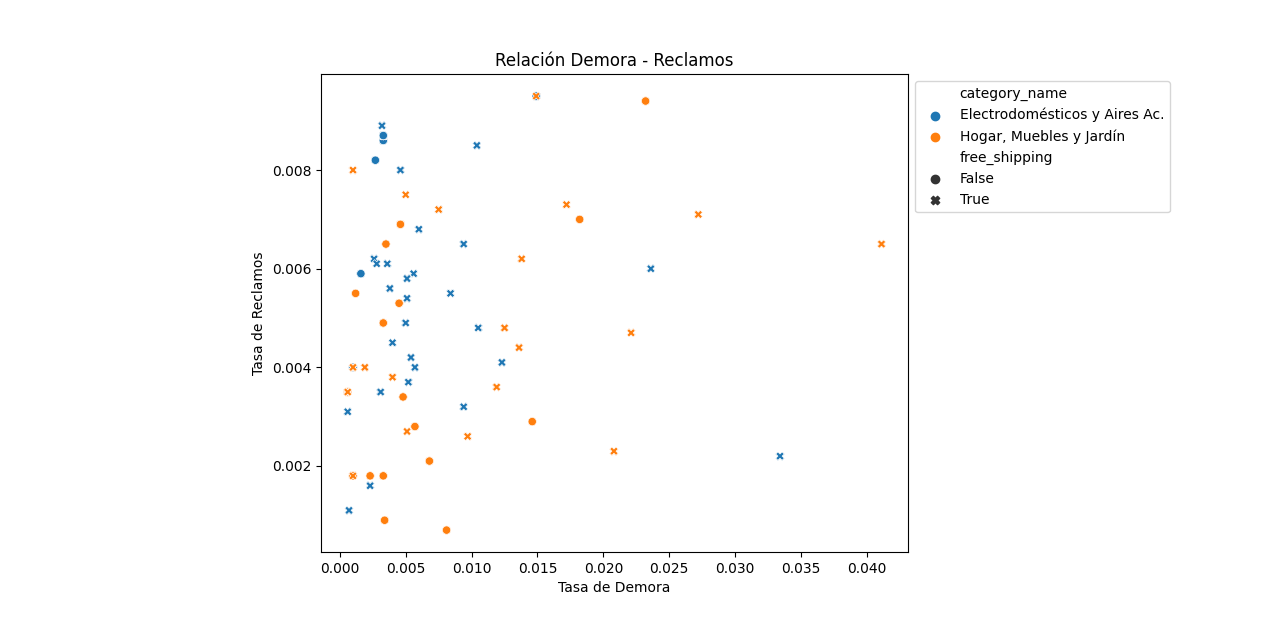 Relación Demora - Reclamos
category_name
Electrodomésticos y Aires Ac.
Hogar, Muebles y Jardín
free_shipping
False
True
0.008
0.006
0.004
0.002
Tasa de Reclamos
0.000 0.005 0.010 0.015 0.020 0.025 0.030 0.035 0.040
Tasa de Demora